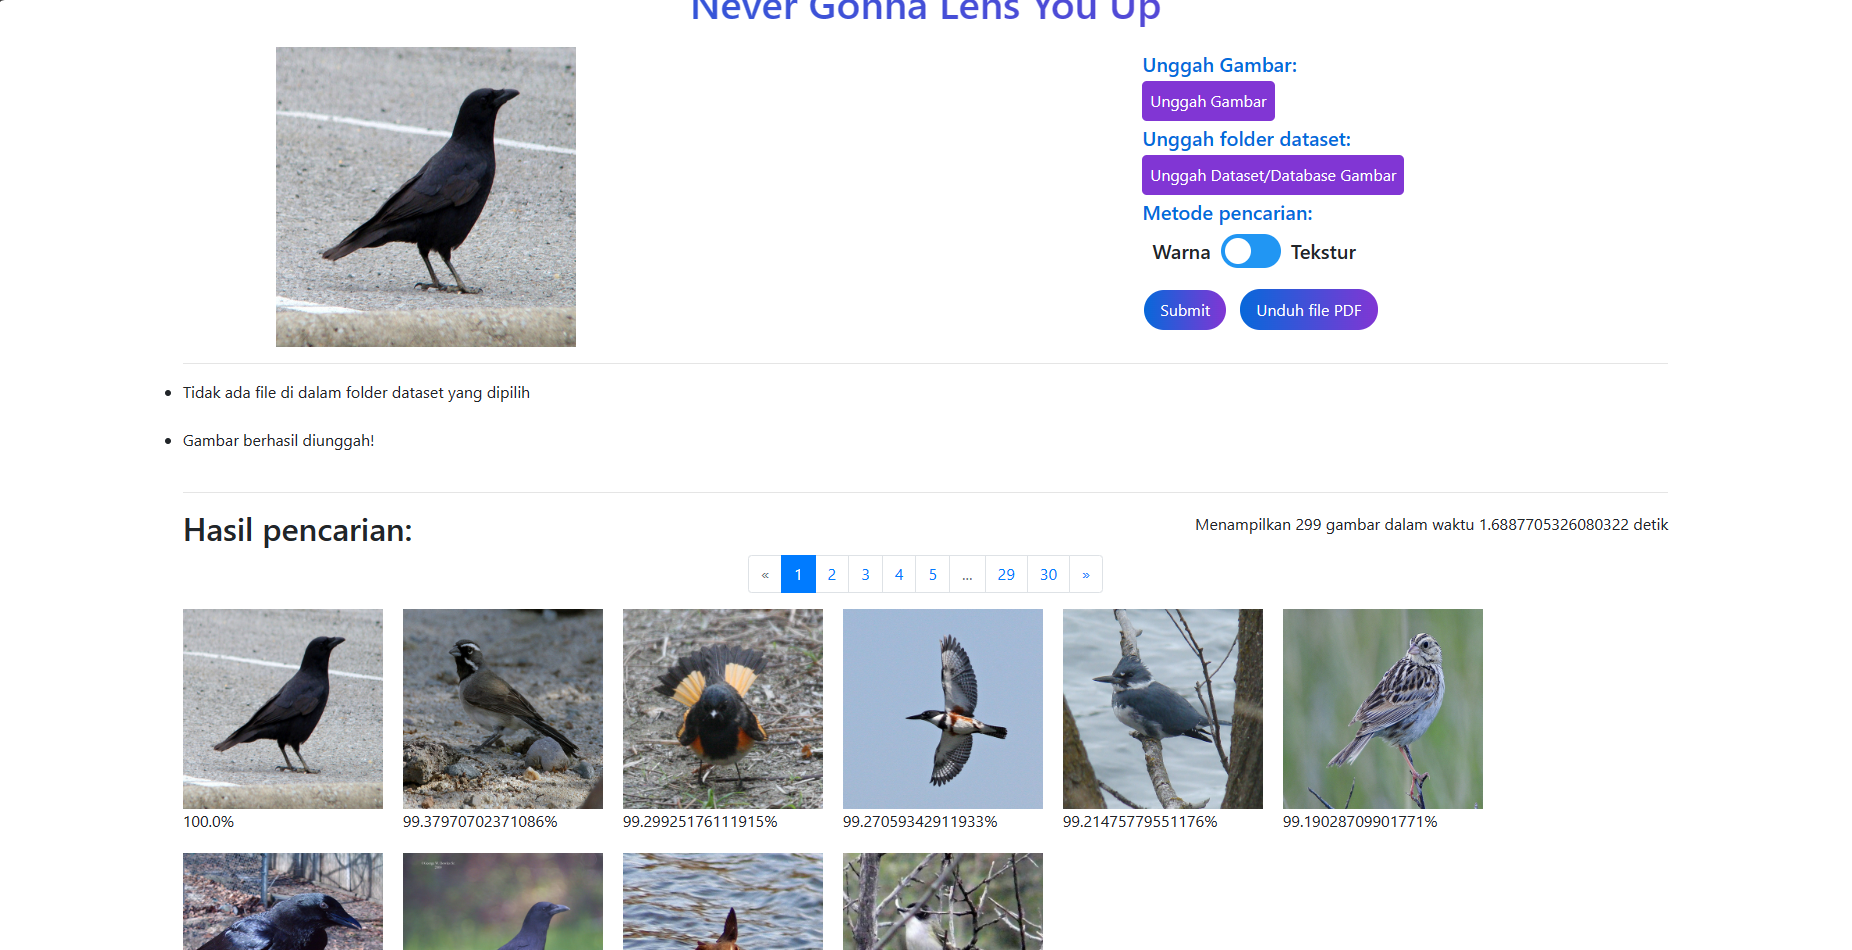 Never Gonna Lens You Up
Unggah Gambar:
Unggah Gambar
Unggah folder dataset:
Unggah Dataset/Database Gambar
Metode pencarian:
Warna Tekstur
Submit Unduh file PDF
Tidak ada file di dalam folder dataset yang dipilih
Gambar berhasil diunggah!
Hasil pencarian:
Menampilkan 299 gambar dalam waktu 1.6887705326080322 detik
« 1 2 3 4 5 ... 29 30 »
100.0% 99.37970702371086% 99.29925176111915% 99.27059342911933% 99.21475779551176% 99.19028709901771%